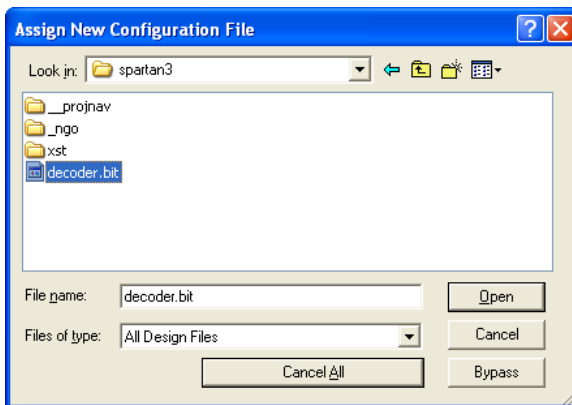 Assign New Configuration File
Look in: spartan3
__projnav
_ngo
xst
decoder.bit
File name: decoder.bit Open
Files of type: All Design Files Cancel
Cancel All Bypass